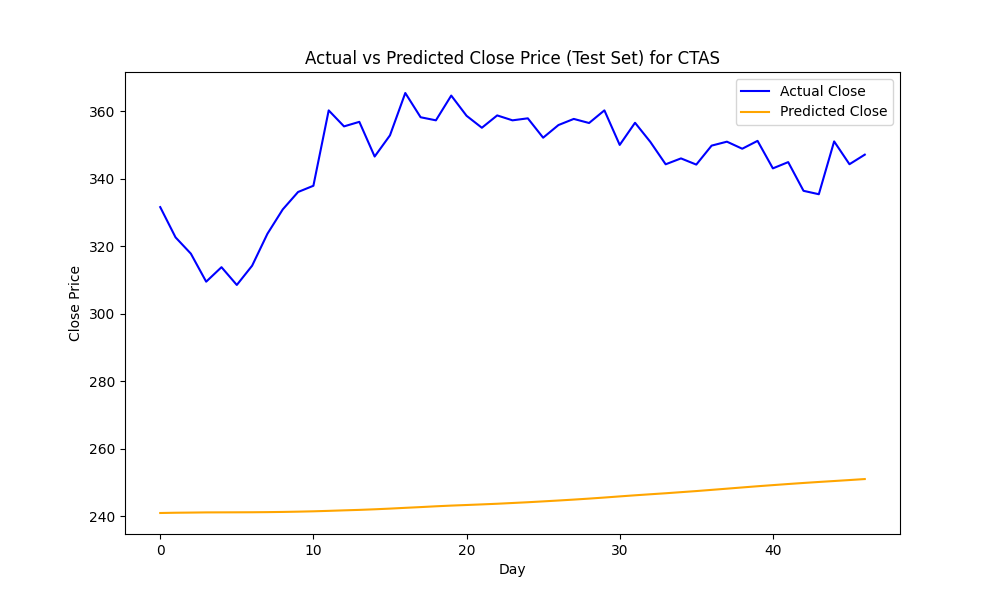 Actual vs Predicted Close Price (Test Set) for CTAS
Actual Close
Predicted Close
Close Price
360
340
320
300
280
260
240
0 10 20 30 40
Day